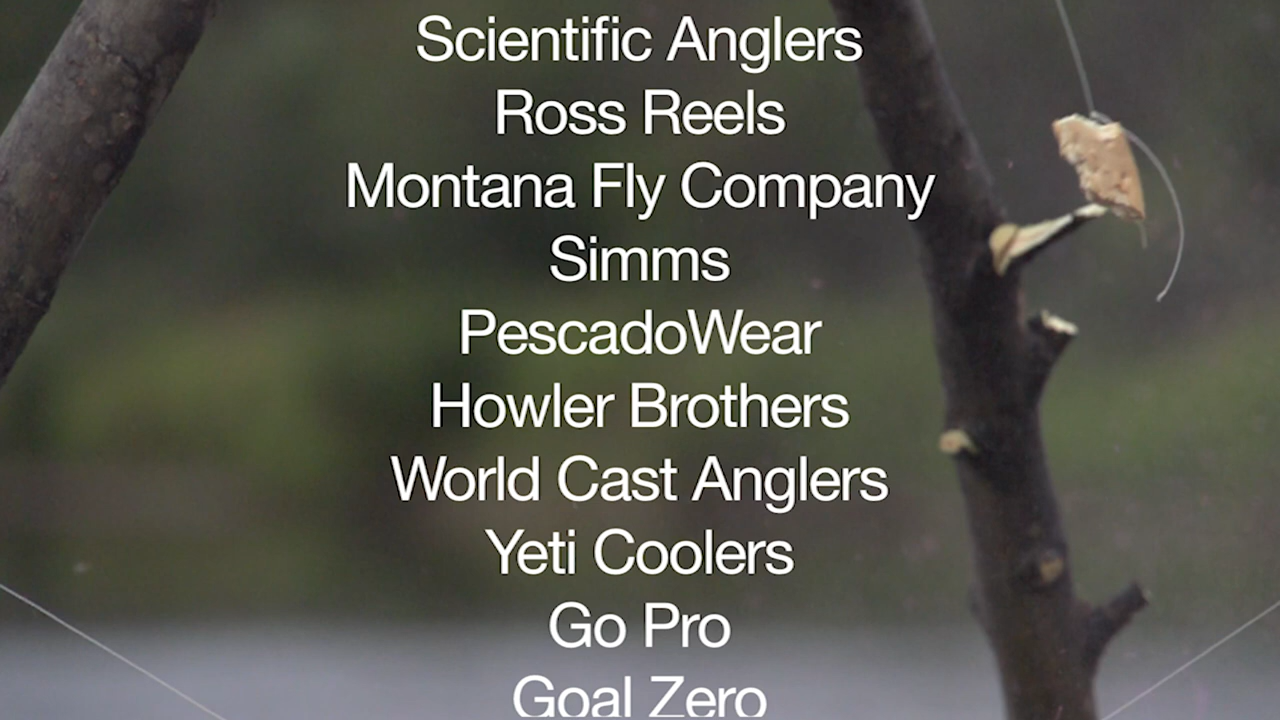 Scientific Anglers
Ross Reels
Montana Fly Company
Simms
PescadoWear
Howler Brothers
World Cast Anglers
Yeti Coolers
Go Pro
Goal Zero